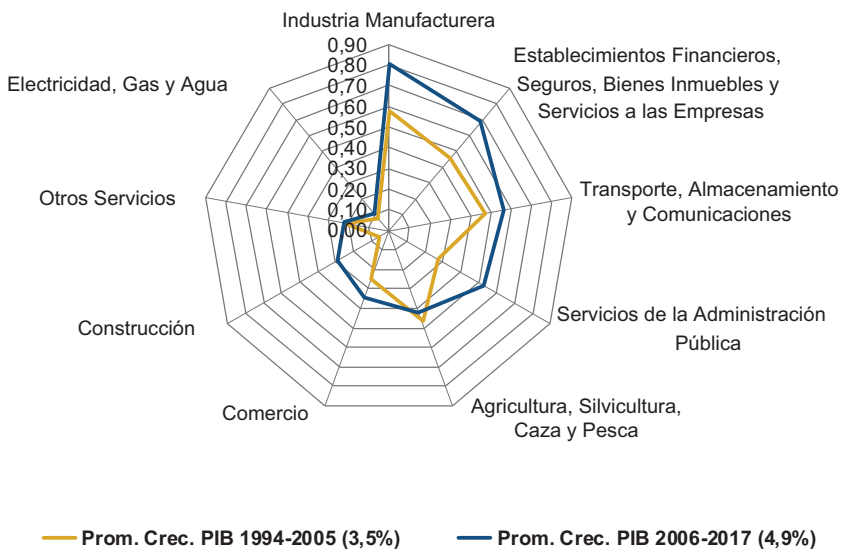 Industria Manufacturera
0,90
0,80
0,70
0,60
0,50
0,40
0,30
0,20
0,10
0,00
Establecimientos Financieros,
Seguros, Bienes Inmuebles y
Servicios a las Empresas
Transporte, Almacenamiento
y Comunicaciones
Servicios de la Administración
Pública
Agricultura, Silvicultura,
Caza y Pesca
Comercio
Construcción
Otros Servicios
Electricidad, Gas y Agua
Prom. Crec. PIB 1994-2005 (3,5%)
Prom. Crec. PIB 2006-2017 (4,9%)